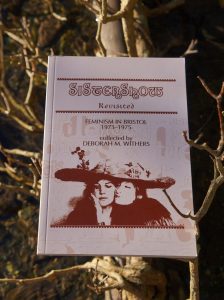 SISTERSHOW
Revisited
FEMINISM IN BRISTOL
1973-1975
collected by
DEBORAH M. WITHERS